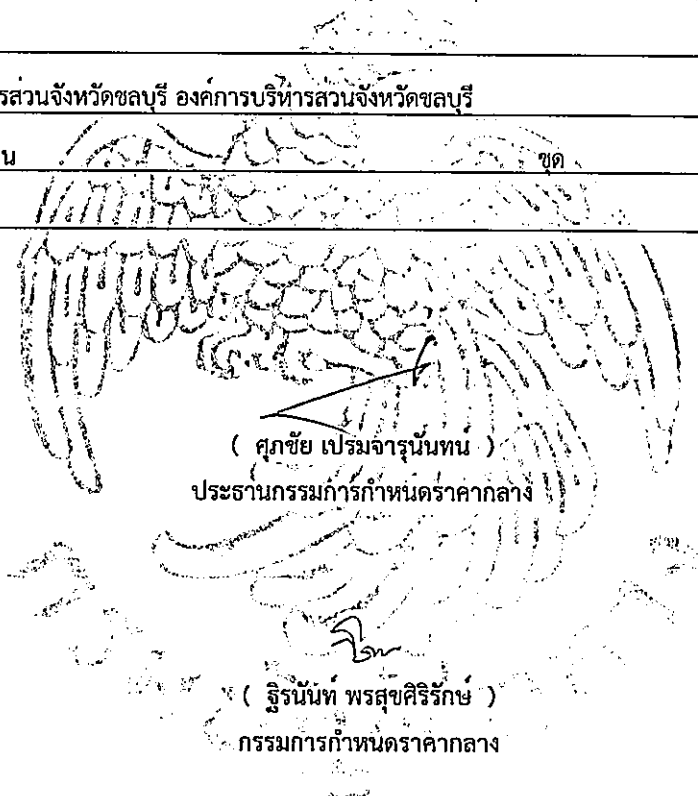 รส่วนจังหวัดชลบุรี องค์การบริหารส่วนจังหวัดชลบุรี
น ชุด
( ศุภชัย เปรมจารุนันทน์ )
ประธานกรรมการกำหนดราคากลาง
( ฐิรนันท์ พรสุขศิริรักษ์ )
กรรมการกำหนดราคากลาง